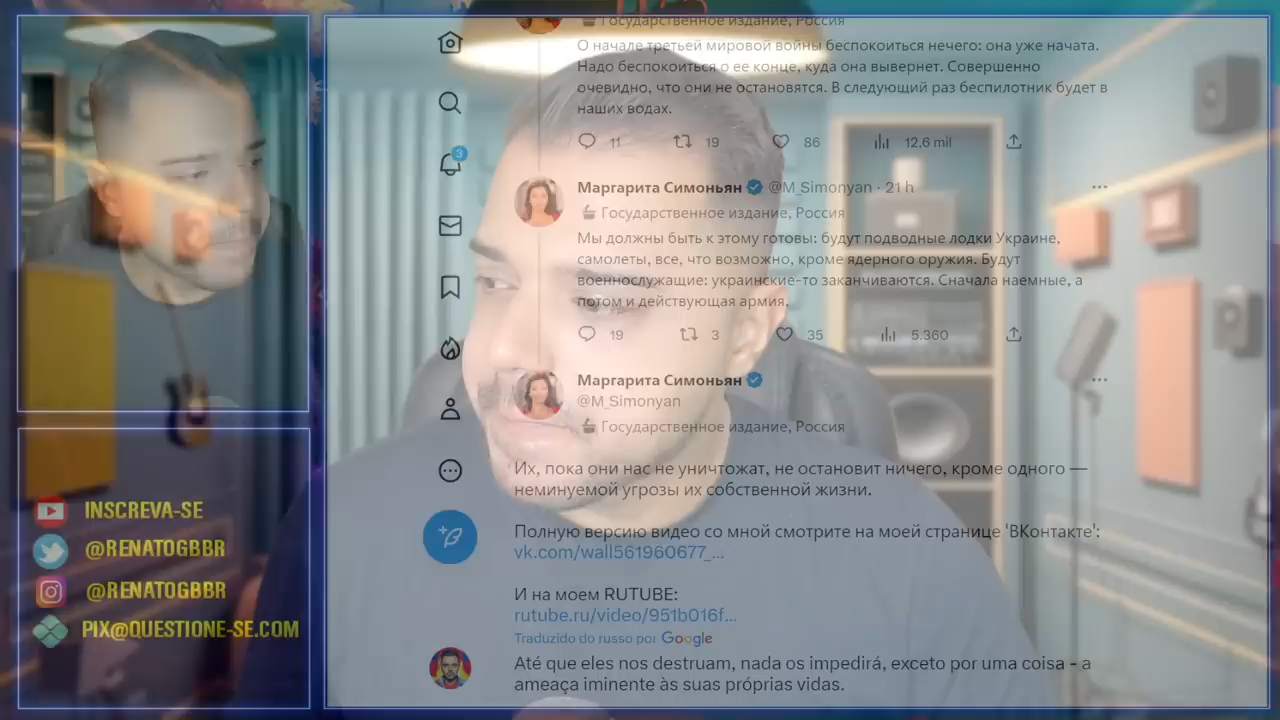 Государственное издание, Россия
О начале третьей мировой войны беспокоиться нечего: она уже начата.
Надо беспокоиться о ее конце, куда она вывернет. Совершенно
очевидно, что они не остановятся. В следующий раз беспилотник будет в
наших водах.
11 19 86 12,6 mil
3
Маргарита Симоньян @M_Simonyan · 21 h
Государственное издание, Россия
Мы должны быть к этому готовы: будут подводные лодки Украине,
самолеты, все, что возможно, кроме ядерного оружия. Будут
военнослужащие: украинские-то заканчиваются. Сначала наемные, а
потом и действующая армия.
19 3 35 5.360
Маргарита Симоньян
@M_Simonyan
Государственное издание, Россия
Их, пока они нас не уничтожат, не остановит ничего, кроме одного —
неминуемой угрозы их собственной жизни.
Полную версию видео со мной смотрите на моей странице 'ВКонтакте':
vk.com/wall561960677_...
И на моем RUTUBE:
rutube.ru/video/951b016f...
Traduzido do russo por Google
Até que eles nos destruam, nada os impedirá, exceto por uma coisa - a
ameaça iminente às suas próprias vidas.
INSCREVA-SE
@RENATOGBBR
@RENATOGBBR
PIX@QUESTIONE-SE.COM